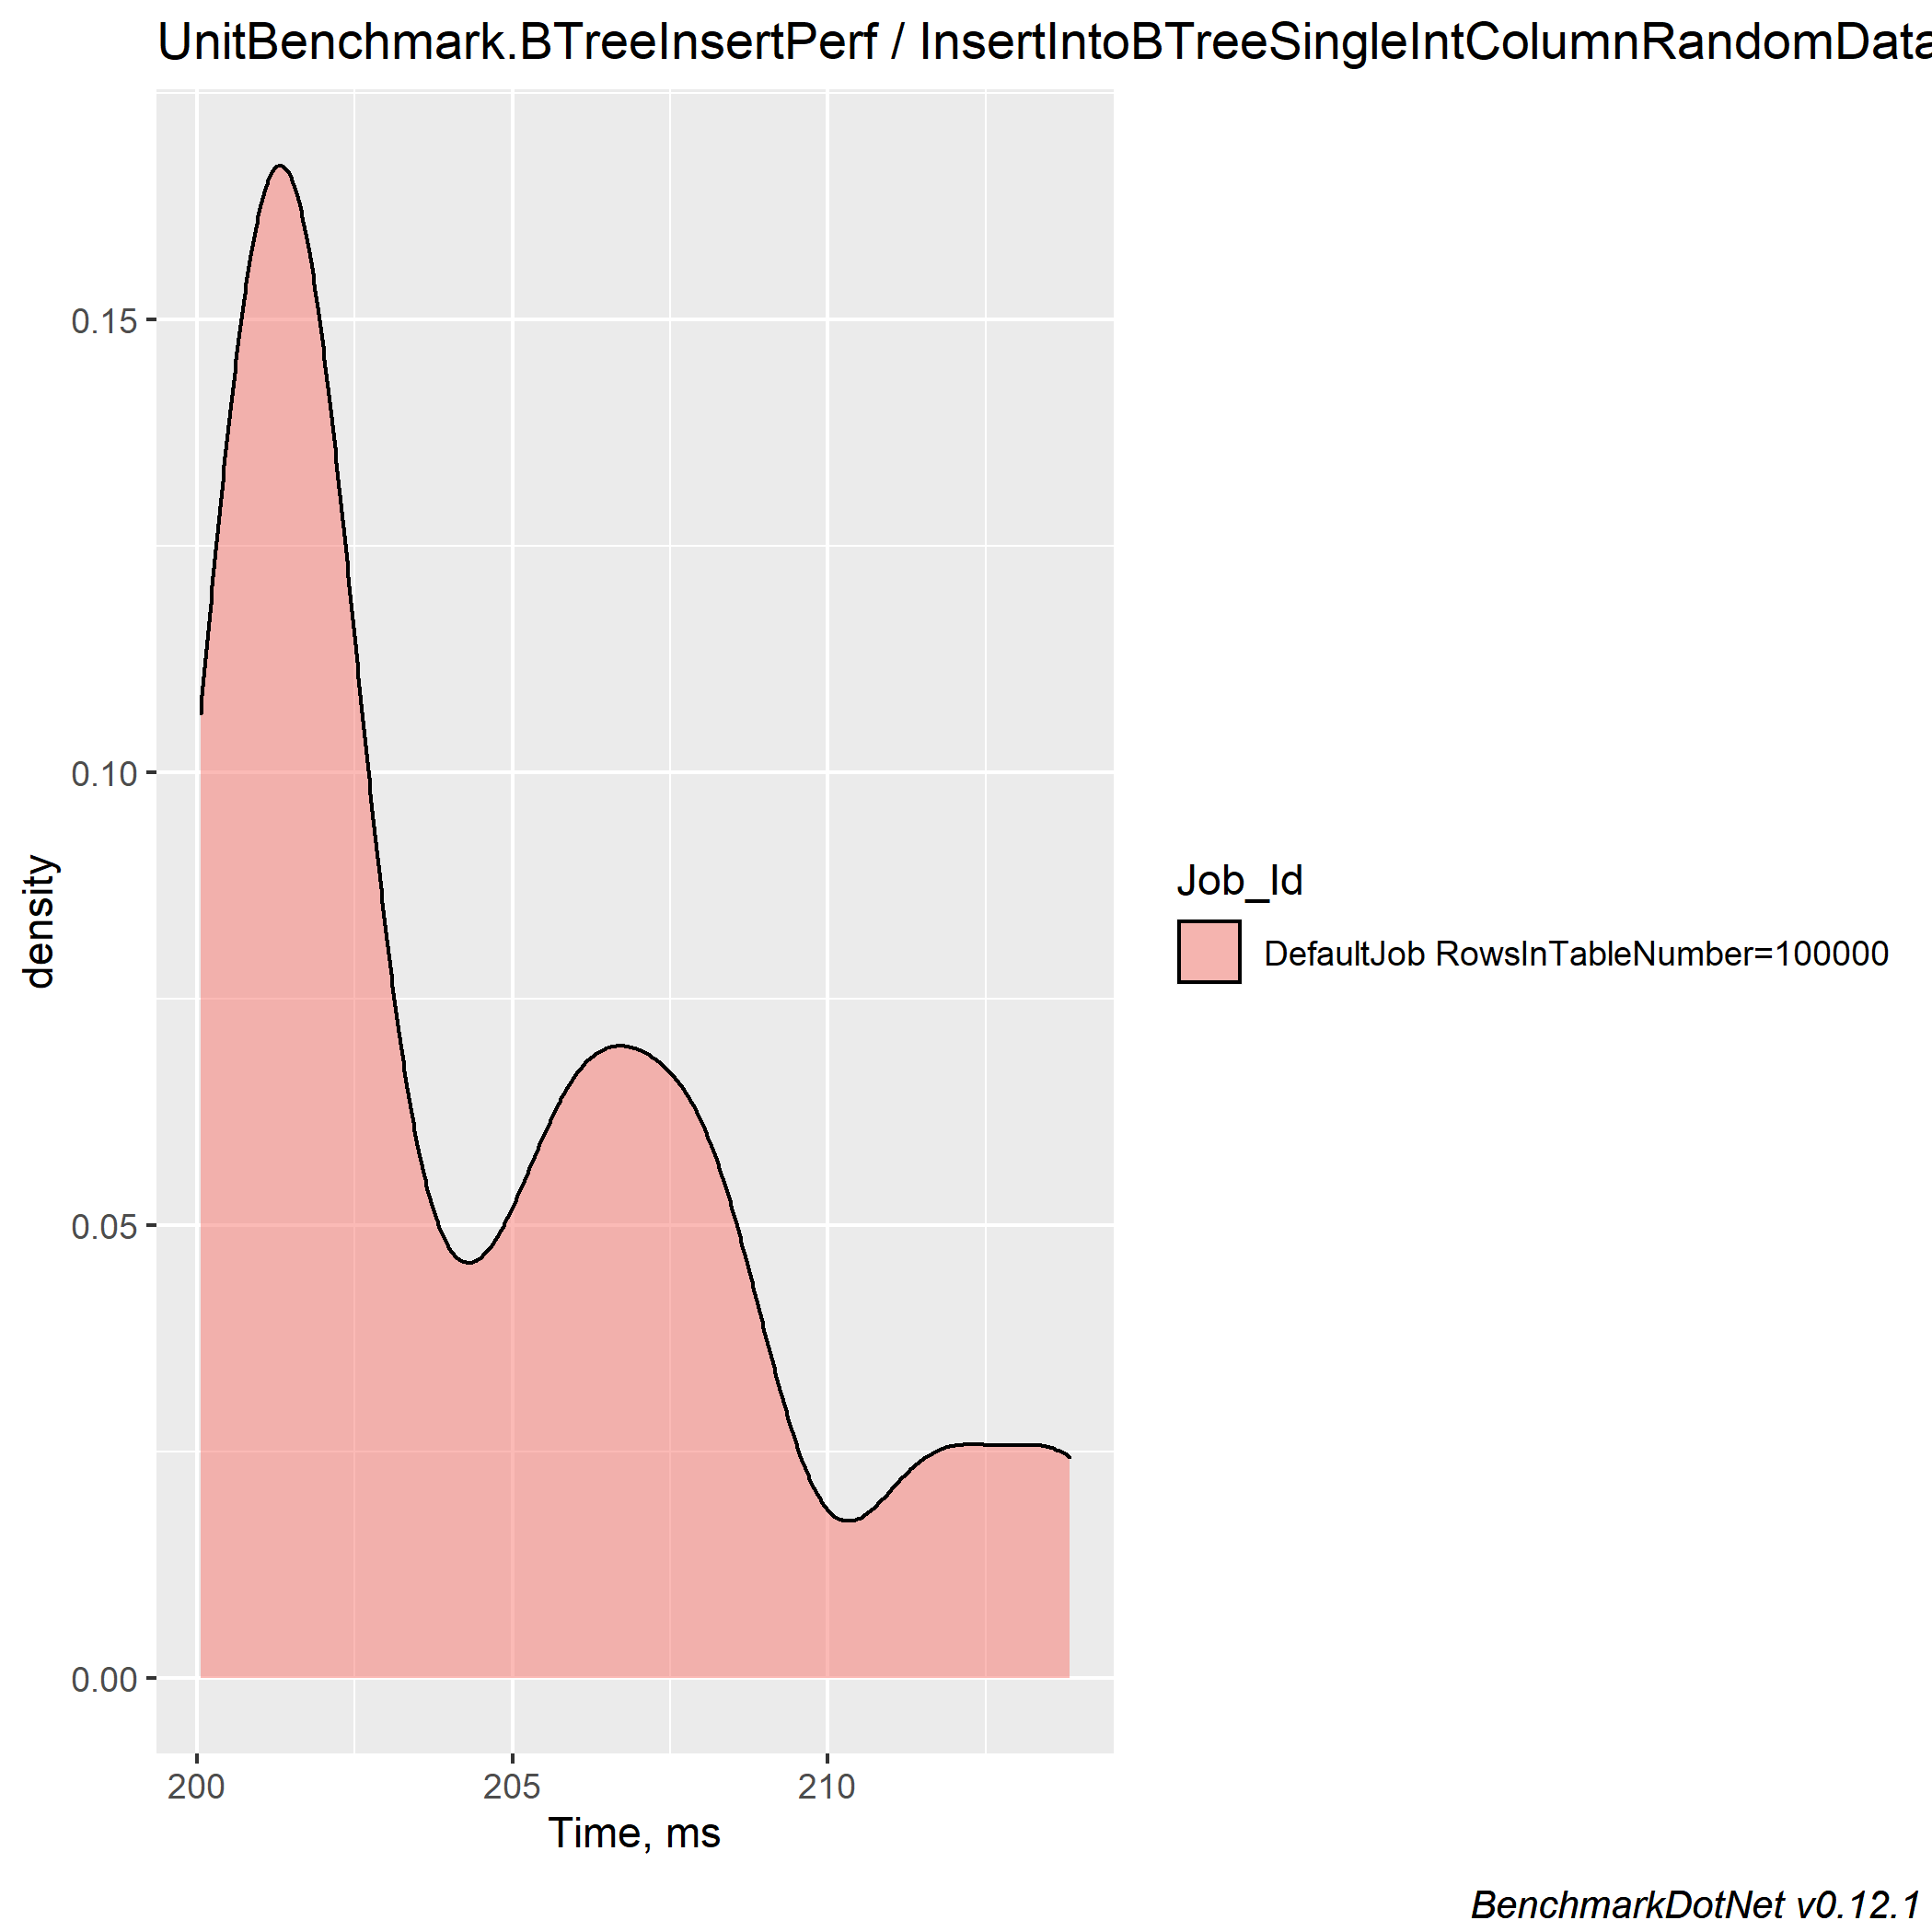 UnitBenchmark.BTreeInsertPerf / InsertIntoBTreeSingleIntColumnRandomData
0.15
0.10
0.05
0.00
density
200 205 210
Time, ms
Job_Id
DefaultJob RowsInTableNumber=100000
BenchmarkDotNet v0.12.1